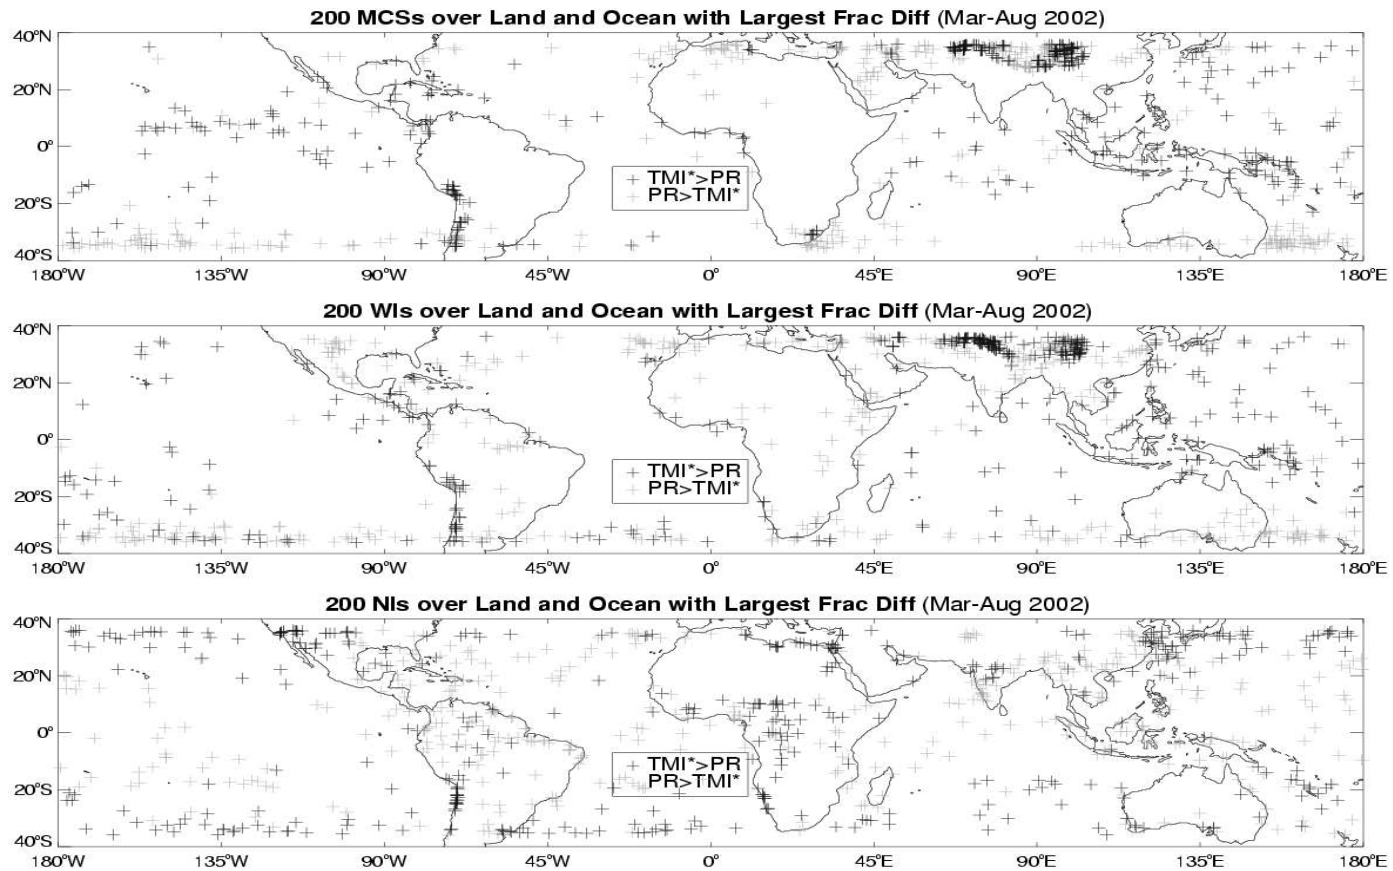 200 MCSs over Land and Ocean with Largest Frac Diff (Mar-Aug 2002)
40°N
20°N
0°
20°S
40°S
TMI*>PR
PR>TMI*
180°W 135°W 90°W 45°W 0° 45°E 90°E 135°E 180°E
200 WIs over Land and Ocean with Largest Frac Diff (Mar-Aug 2002)
40°N
20°N
0°
20°S
40°S
TMI*>PR
PR>TMI*
180°W 135°W 90°W 45°W 0° 45°E 90°E 135°E 180°E
200 NIs over Land and Ocean with Largest Frac Diff (Mar-Aug 2002)
40°N
20°N
0°
20°S
40°S
TMI*>PR
PR>TMI*
180°W 135°W 90°W 45°W 0° 45°E 90°E 135°E 180°E